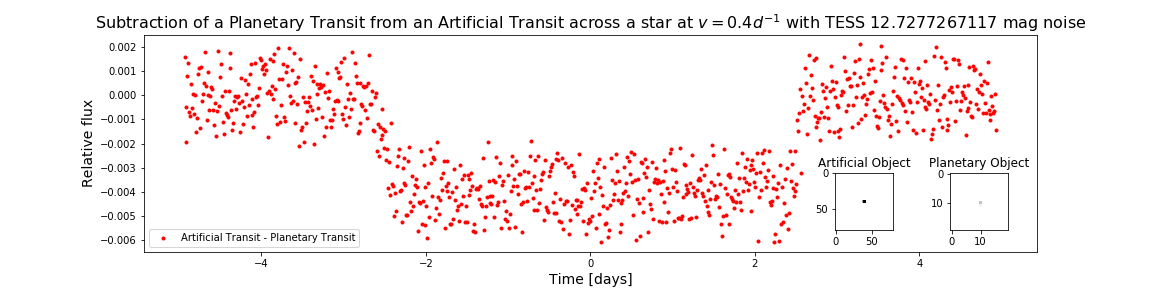 Subtraction of a Planetary Transit from an Artificial Transit across a star at v = 0.4d⁻¹ with TESS 12.7277267117 mag noise
Relative flux
0.002
0.001
0.000
−0.001
−0.002
−0.003
−0.004
−0.005
−0.006
Artificial Transit - Planetary Transit
Artificial Object
0
50
0 50
Planetary Object
0
10
0 10
−4 −2 0 2 4
Time [days]